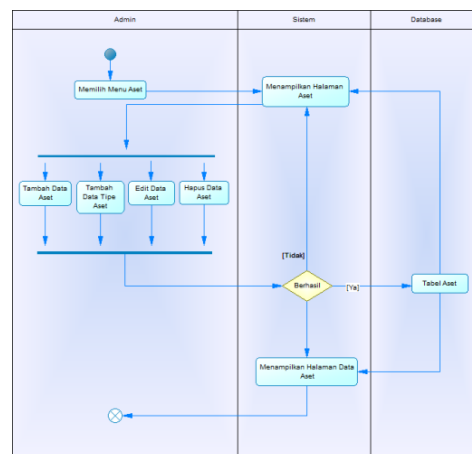 Admin
Sistem
Database
Memilih Menu Aset
Menampilkan Halaman
Aset
Tambah Data
Aset
Tambah
Data Tipe
Aset
Edit Data
Aset
Hapus Data
Aset
[Tidak]
Berhasil
[Ya]
Tabel Aset
Menampilkan Halaman Data
Aset